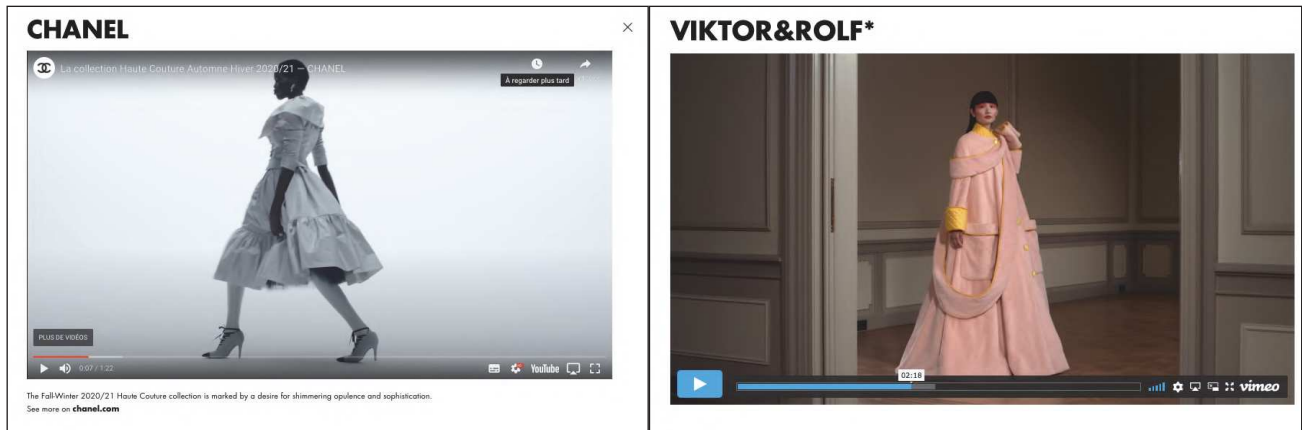 CHANEL
La collection Haute Couture Automne Hiver 2020/21 — CHANEL
À regarder plus tard
PLUS DE VIDÉOS
0:07 / 1:22
YouTube
The Fall-Winter 2020/21 Haute Couture collection is marked by a desire for shimmering opulence and sophistication.
See more on chanel.com
VIKTOR&ROLF*
02:18
vimeo